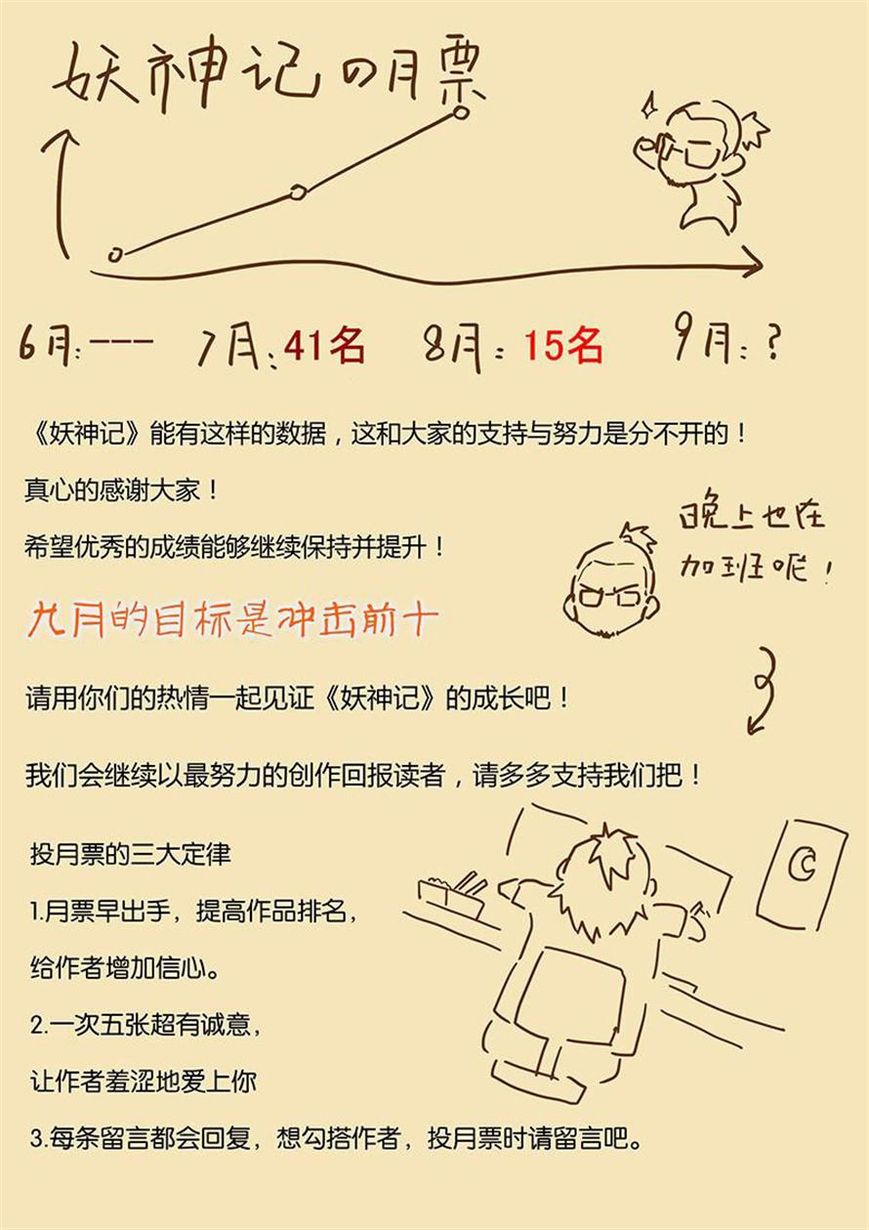 妖神记の月票
6月:--- 7月:41名 8月:15名 9月:?
《妖神记》能有这样的数据，这和大家的支持与努力是分不开的！
真心的感谢大家！
希望优秀的成绩能够继续保持并提升！
晚上也在
加班呢！
九月的目标是冲击前十
请用你们的热情一起见证《妖神记》的成长吧！
我们会继续以最努力的创作回报读者，请多多支持我们把！
投月票的三大定律
1.月票早出手，提高作品排名，
给作者增加信心。
2.一次五张超有诚意，
让作者羞涩地爱上你
3.每条留言都会回复，想勾搭作者，投月票时请留言吧。